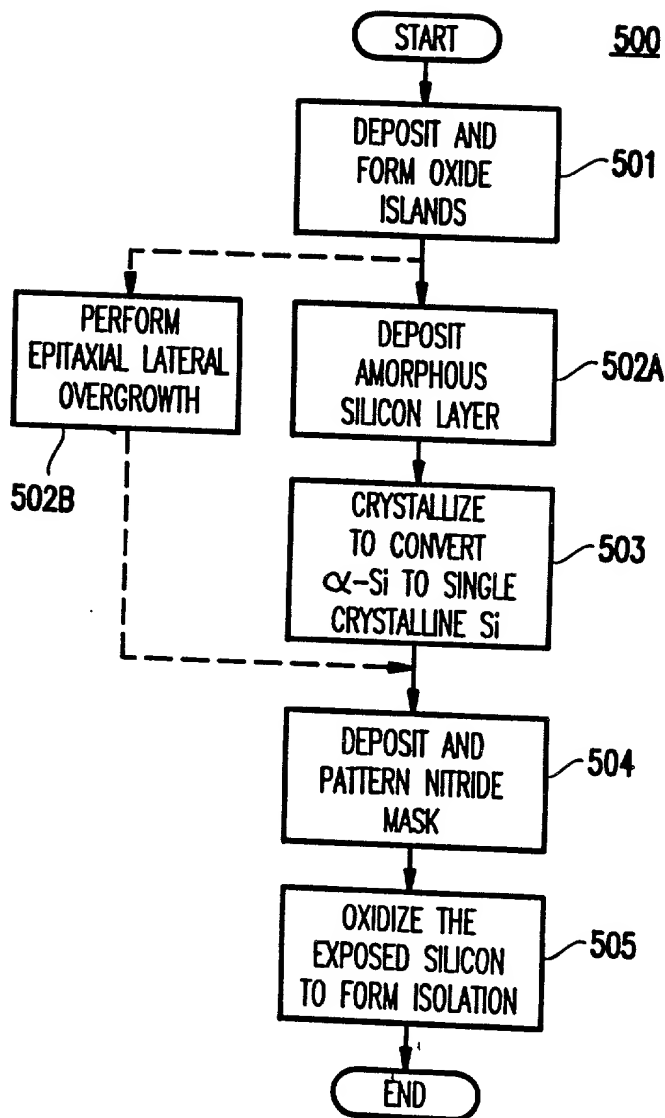 START
500
DEPOSIT AND
FORM OXIDE
ISLANDS
501
PERFORM
EPITAXIAL LATERAL
OVERGROWTH
502B
DEPOSIT
AMORPHOUS
SILICON LAYER
502A
CRYSTALLIZE
TO CONVERT
α-Si TO SINGLE
CRYSTALLINE Si
503
DEPOSIT AND
PATTERN NITRIDE
MASK
504
OXIDIZE THE
EXPOSED SILICON
TO FORM ISOLATION
505
END